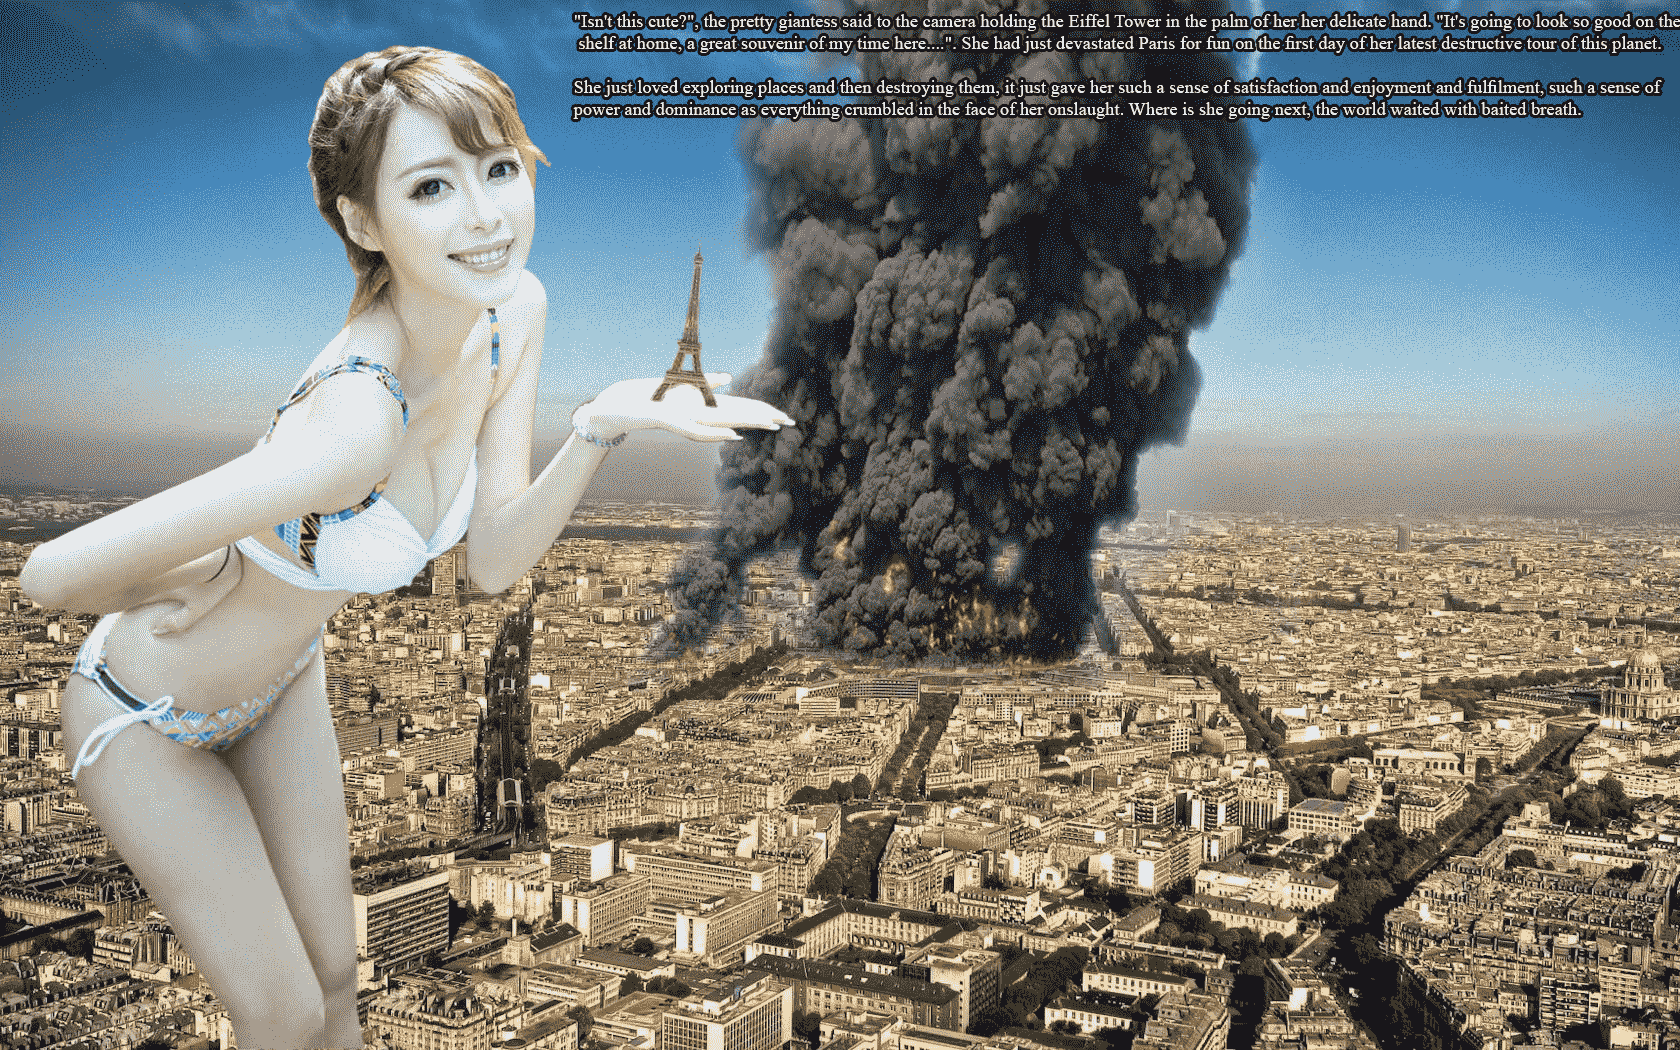 "Isn't this cute?", the pretty giantess said to the camera holding the Eiffel Tower in the palm of her her delicate hand. "It's going to look so good on the
shelf at home, a great souvenir of my time here....". She had just devastated Paris for fun on the first day of her latest destructive tour of this planet.
She just loved exploring places and then destroying them, it just gave her such a sense of satisfaction and enjoyment and fulfilment, such a sense of
power and dominance as everything crumbled in the face of her onslaught. Where is she going next, the world waited with baited breath.